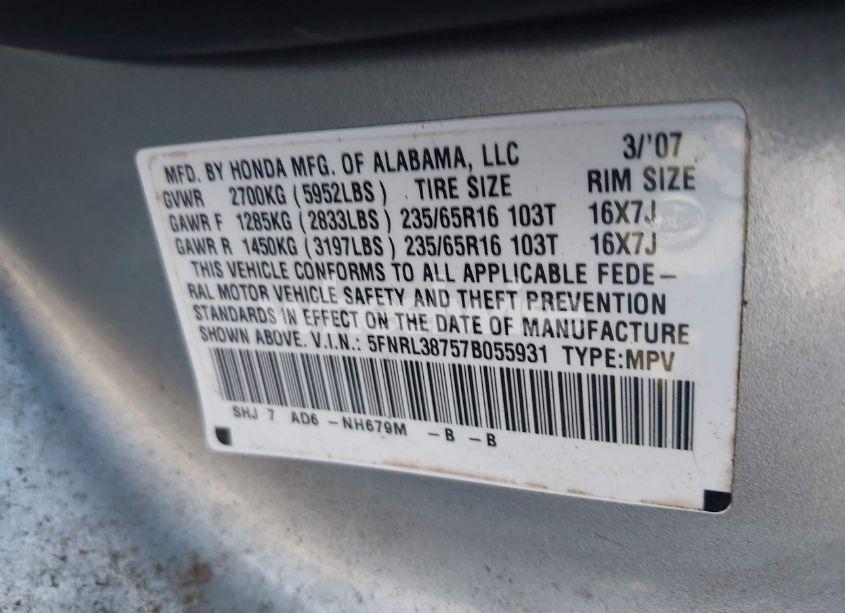 MFD. BY HONDA MFG. OF ALABAMA, LLC 3/'07
GVWR 2700KG (5952LBS) TIRE SIZE RIM SIZE
GAWR F 1285KG (2833LBS) 235/65R16 103T 16X7J
GAWR R 1450KG (3197LBS) 235/65R16 103T 16X7J
THIS VEHICLE CONFORMS TO ALL APPLICABLE FEDE-
RAL MOTOR VEHICLE SAFETY AND THEFT PREVENTION
STANDARDS IN EFFECT ON THE DATE OF MANUFACTURE
SHOWN ABOVE. V.I.N.: 5FNRL38757B055931 TYPE:MPV
SHJ 7 AD6 -NH679M -B -B